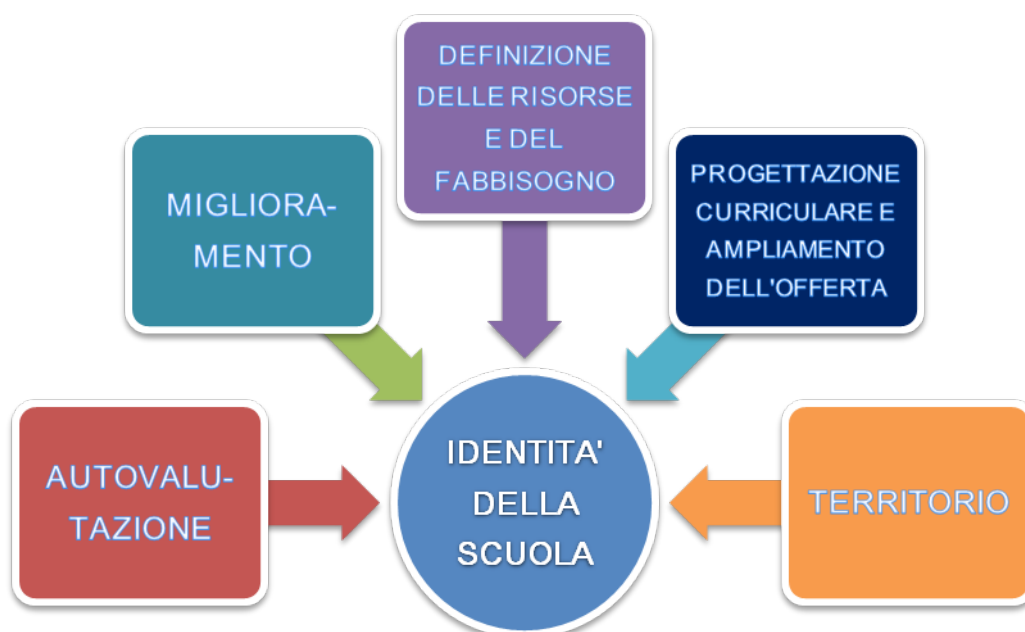 DEFINIZIONE
DELLE RISORSE
E DEL
FABBISOGNO
MIGLIORA-
MENTO
PROGETTAZIONE
CURRICULARE E
AMPLIAMENTO
DELL'OFFERTA
AUTOVALU-
TAZIONE
IDENTITA'
DELLA
SCUOLA
TERRITORIO